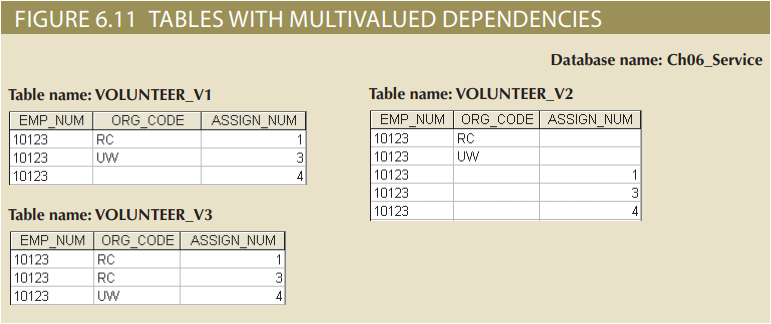 FIGURE 6.11 TABLES WITH MULTIVALUED DEPENDENCIES
Database name: Ch06_Service
Table name: VOLUNTEER_V1
EMP_NUM ORG_CODE ASSIGN_NUM
10123 RC 1
10123 UW 3
10123 4
Table name: VOLUNTEER_V2
EMP_NUM ORG_CODE ASSIGN_NUM
10123 RC
10123 UW
10123 1
10123 3
10123 4
Table name: VOLUNTEER_V3
EMP_NUM ORG_CODE ASSIGN_NUM
10123 RC 1
10123 RC 3
10123 UW 4